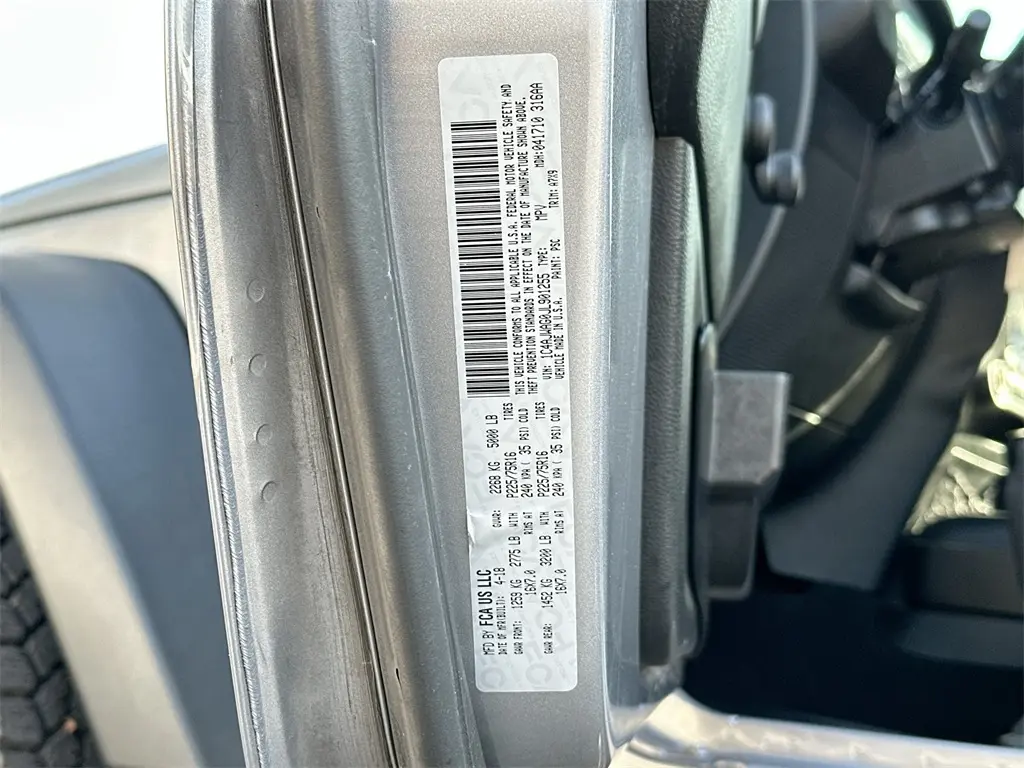 MFD BY FCA US LLC
DATE OF MFR(BUILT): 4-18 GVWR: 2268 KG 5000 LB
GAWR FRONT: 1259 KG 2775 LB WITH P225/75R16 TIRES
16X7.0 RIMS AT 240 KPA ( 35 PSI) COLD
GAWR REAR: 1452 KG 3200 LB WITH P225/75R16 TIRES
16X7.0 RIMS AT 240 KPA ( 35 PSI) COLD
THIS VEHICLE CONFORMS TO ALL APPLICABLE U.S.A. FEDERAL MOTOR VEHICLE SAFETY AND
THEFT PREVENTION STANDARDS IN EFFECT ON THE DATE OF MANUFACTURE SHOWN ABOVE.
VIN: 1C4AJWAG0JL901255 TYPE: MPV MDH:041710 316AA
VEHICLE MADE IN U.S.A. PAINT: PSC TRIM: A7X9